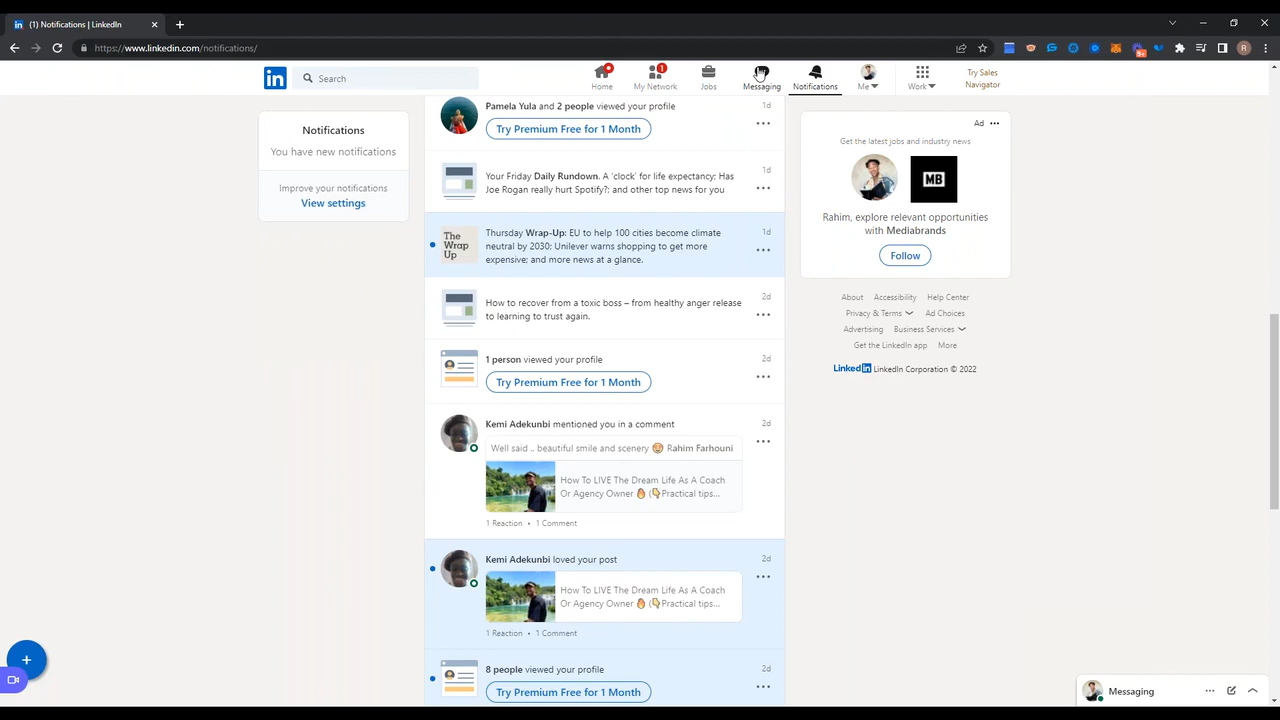 (1) Notifications | LinkedIn
https://www.linkedin.com/notifications/
R
in
Search
Home
1
My Network
Jobs
Messaging
Notifications
Me
Work
Try Sales
Navigator
Notifications
You have new notifications
Improve your notifications
View settings
Pamela Yula and 2 people viewed your profile
1d
Try Premium Free for 1 Month
Your Friday Daily Rundown. A 'clock' for life expectancy; Has
Joe Rogan really hurt Spotify?; and other top news for you
1d
The
Wrap
Up
Thursday Wrap-Up: EU to help 100 cities become climate
neutral by 2030; Unilever warns shopping to get more
expensive; and more news at a glance.
1d
How to recover from a toxic boss – from healthy anger release
to learning to trust again.
2d
1 person viewed your profile
2d
Try Premium Free for 1 Month
Kemi Adekunbi mentioned you in a comment
2d
Well said .. beautiful smile and scenery 😊 Rahim Farhouni
How To LIVE The Dream Life As A Coach
Or Agency Owner 🔥 (👇Practical tips...
1 Reaction • 1 Comment
Kemi Adekunbi loved your post
2d
How To LIVE The Dream Life As A Coach
Or Agency Owner 🔥 (👇Practical tips...
1 Reaction • 1 Comment
8 people viewed your profile
2d
Try Premium Free for 1 Month
Ad
Get the latest jobs and industry news
MB
Rahim, explore relevant opportunities
with Mediabrands
Follow
About Accessibility Help Center
Privacy & Terms Ad Choices
Advertising Business Services
Get the LinkedIn app More
LinkedIn LinkedIn Corporation © 2022
Messaging